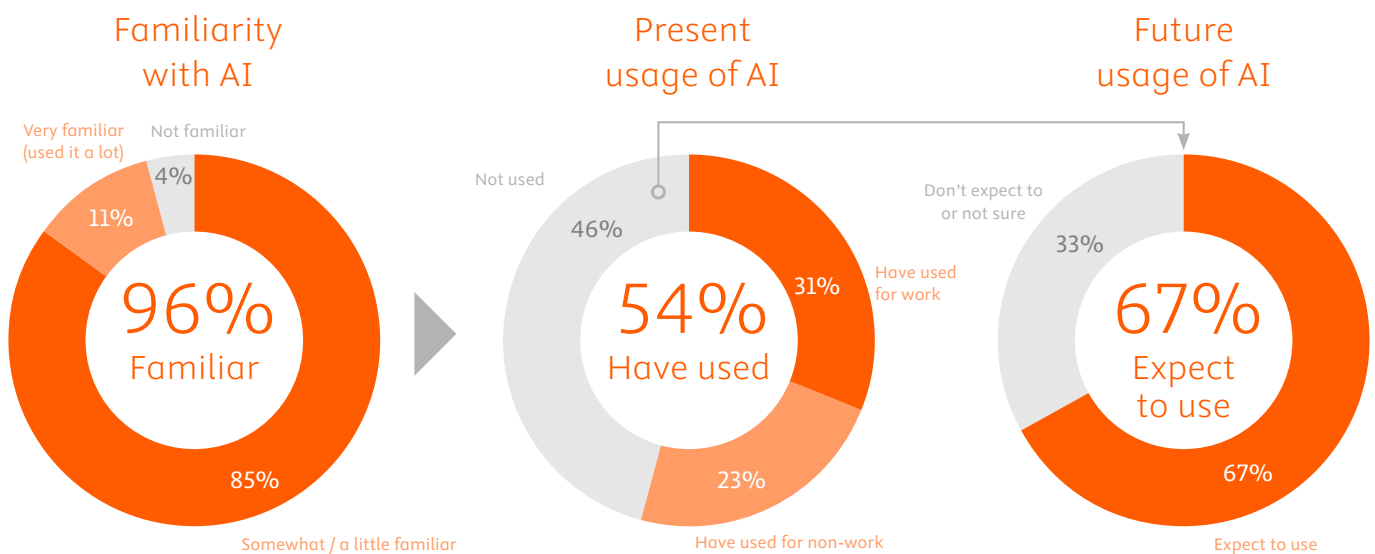 Familiarity
with AI
Very familiar
(used it a lot)
Not familiar
4%
11%
96%
Familiar
85%
Somewhat / a little familiar
Present
usage of AI
Not used
46%
54%
Have used
31%
Have used
for work
23%
Have used for non-work
Future
usage of AI
Don’t expect to
or not sure
33%
67%
Expect
to use
67%
Expect to use